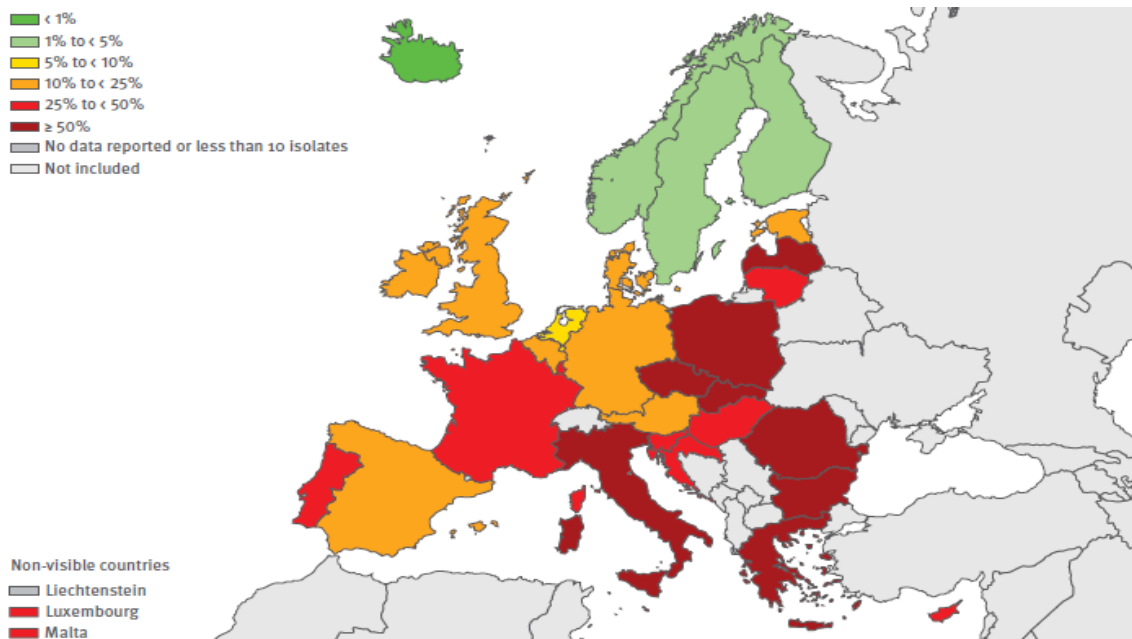 < 1%
1% to < 5%
5% to < 10%
10% to < 25%
25% to < 50%
≥ 50%
No data reported or less than 10 isolates
Not included
Non-visible countries
Liechtenstein
Luxembourg
Malta